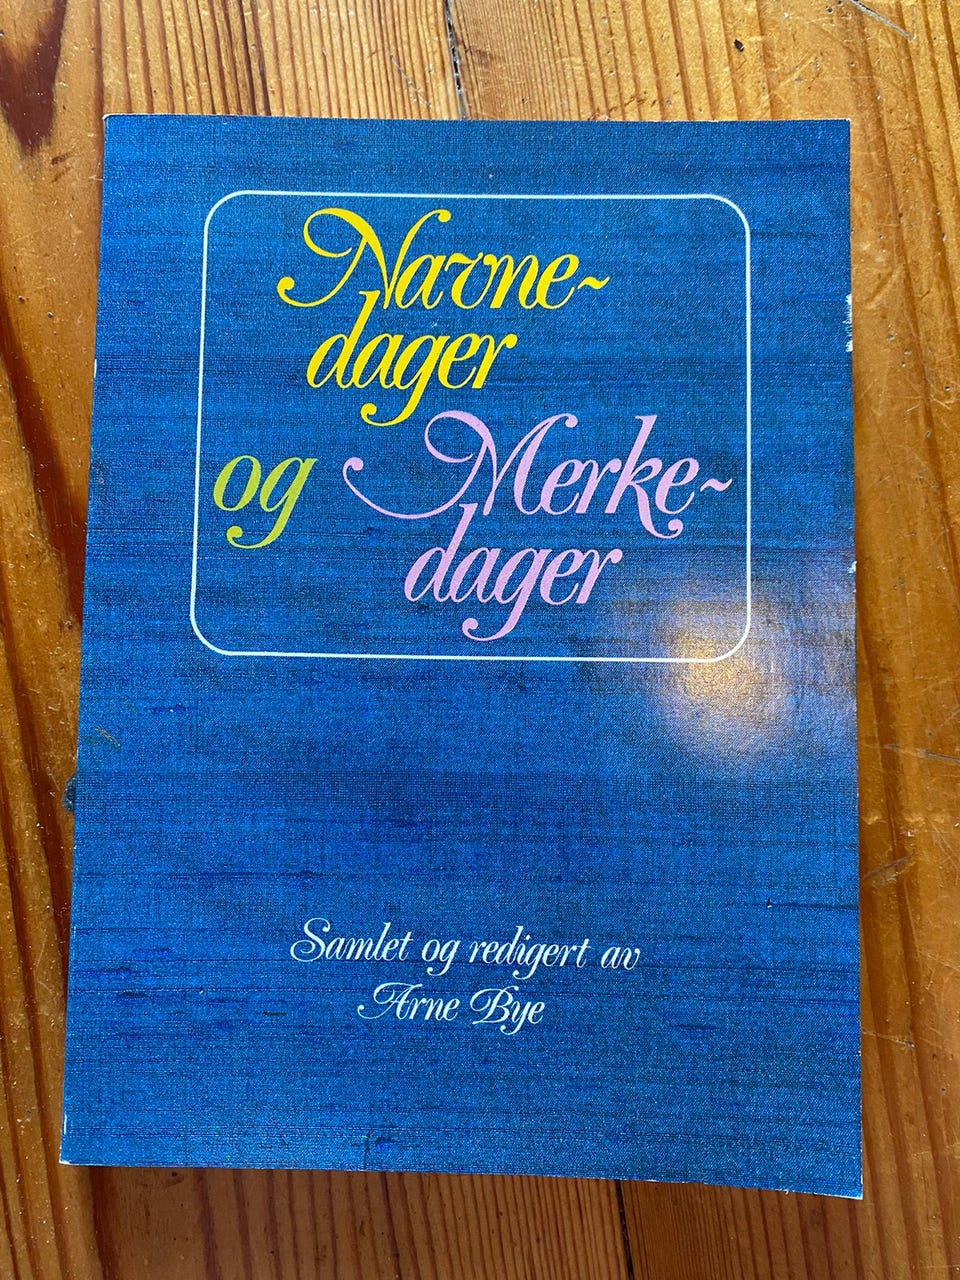 Navne-
dager
og Merke-
dager
Samlet og redigert av
Arne Bye